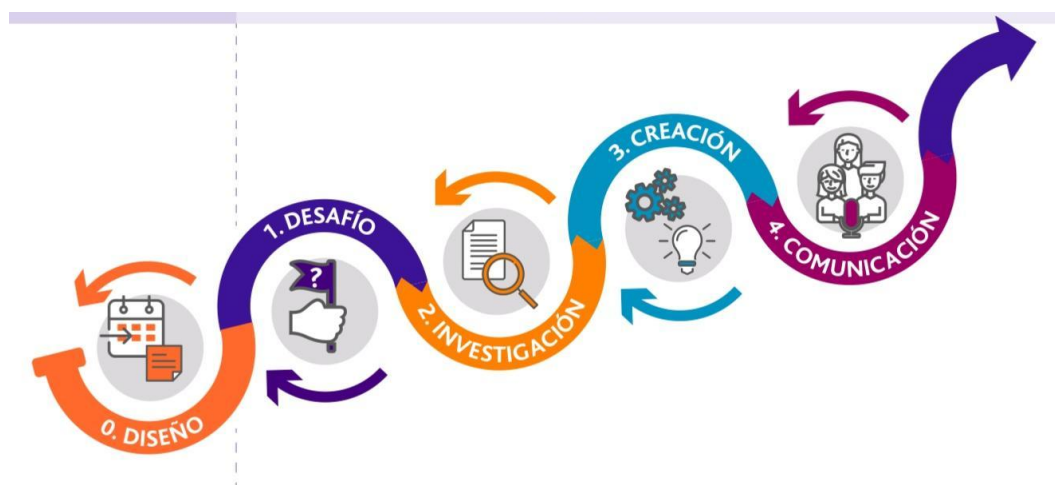 0. DISEÑO
1. DESAFÍO
?
2. INVESTIGACIÓN
3. CREACIÓN
4. COMUNICACIÓN